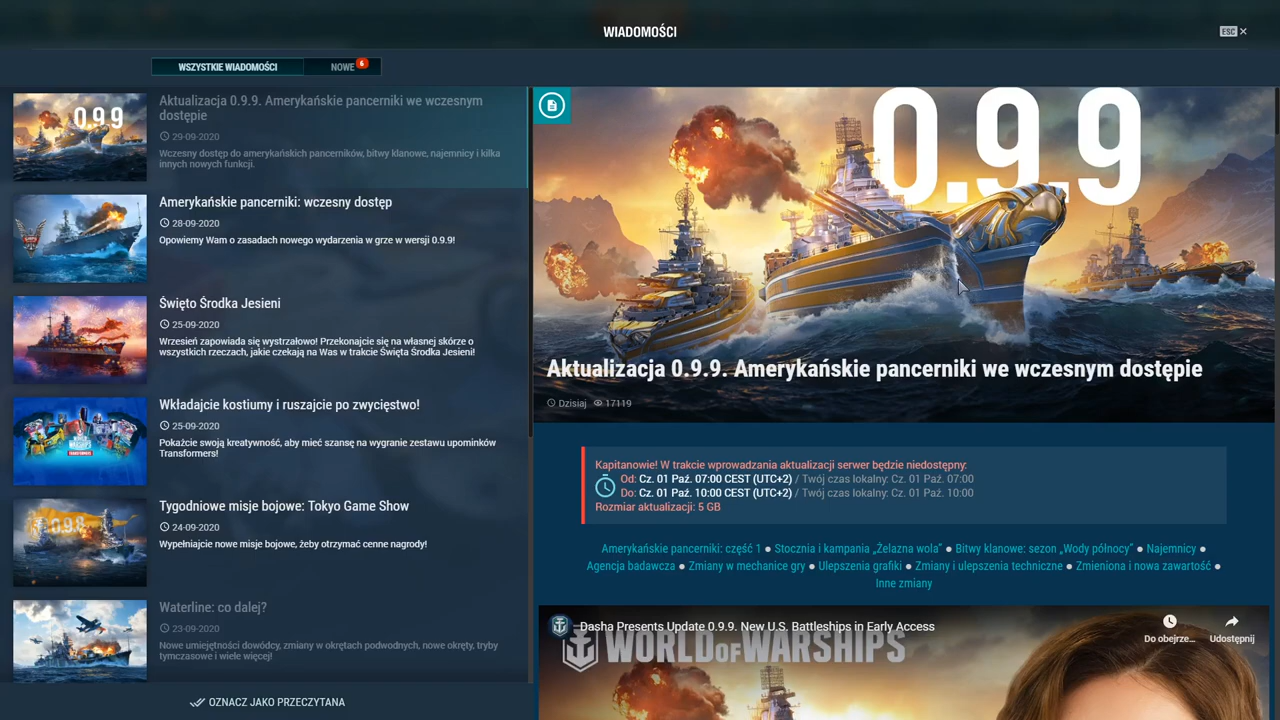 WIADOMOŚCI
ESC
WSZYSTKIE WIADOMOŚCI
NOWE
6
0.9.9
Aktualizacja 0.9.9. Amerykańskie pancerniki we wczesnym
dostępie
29-09-2020
Wczesny dostęp do amerykańskich pancerników, bitwy klanowe, najemnicy i kilka
innych nowych funkcji.
Amerykańskie pancerniki: wczesny dostęp
28-09-2020
Opowiemy Wam o zasadach nowego wydarzenia w grze w wersji 0.9.9!
Święto Środka Jesieni
25-09-2020
Wrzesień zapowiada się wystrzałowo! Przekonajcie się na własnej skórze o
wszystkich rzeczach, jakie czekają na Was w trakcie Święta Środka Jesieni!
WORLD OF WARSHIPS
TRANSFORMERS
Wkładajcie kostiumy i ruszajcie po zwycięstwo!
25-09-2020
Pokażcie swoją kreatywność, aby mieć szansę na wygranie zestawu upominków
Transformers!
0.9.8
Tygodniowe misje bojowe: Tokyo Game Show
24-09-2020
Wypełniajcie nowe misje bojowe, żeby otrzymać cenne nagrody!
Waterline: co dalej?
23-09-2020
Nowe umiejętności dowódcy, zmiany w okrętach podwodnych, nowe okręty, tryby
tymczasowe i wiele więcej!
OZNACZ JAKO PRZECZYTANA
0.9.9
Aktualizacja 0.9.9. Amerykańskie pancerniki we wczesnym dostępie
Dzisiaj 17119
Kapitanowie! W trakcie wprowadzania aktualizacji serwer będzie niedostępny:
Od: Cz. 01 Paź. 07:00 CEST (UTC+2) / Twój czas lokalny: Cz. 01 Paź. 07:00
Do: Cz. 01 Paź. 10:00 CEST (UTC+2) / Twój czas lokalny: Cz. 01 Paź. 10:00
Rozmiar aktualizacji: 5 GB
Amerykańskie pancerniki: część 1 ● Stocznia i kampania „Żelazna wola” ● Bitwy klanowe: sezon „Wody północy” ● Najemnicy ●
Agencja badawcza ● Zmiany w mechanice gry ● Ulepszenia grafiki ● Zmiany i ulepszenia techniczne ● Zmieniona i nowa zawartość ●
Inne zmiany
Dasha Presents Update 0.9.9. New U.S. Battleships in Early Access
Do obejrze...
Udostępnij
WORLD OF WARSHIPS